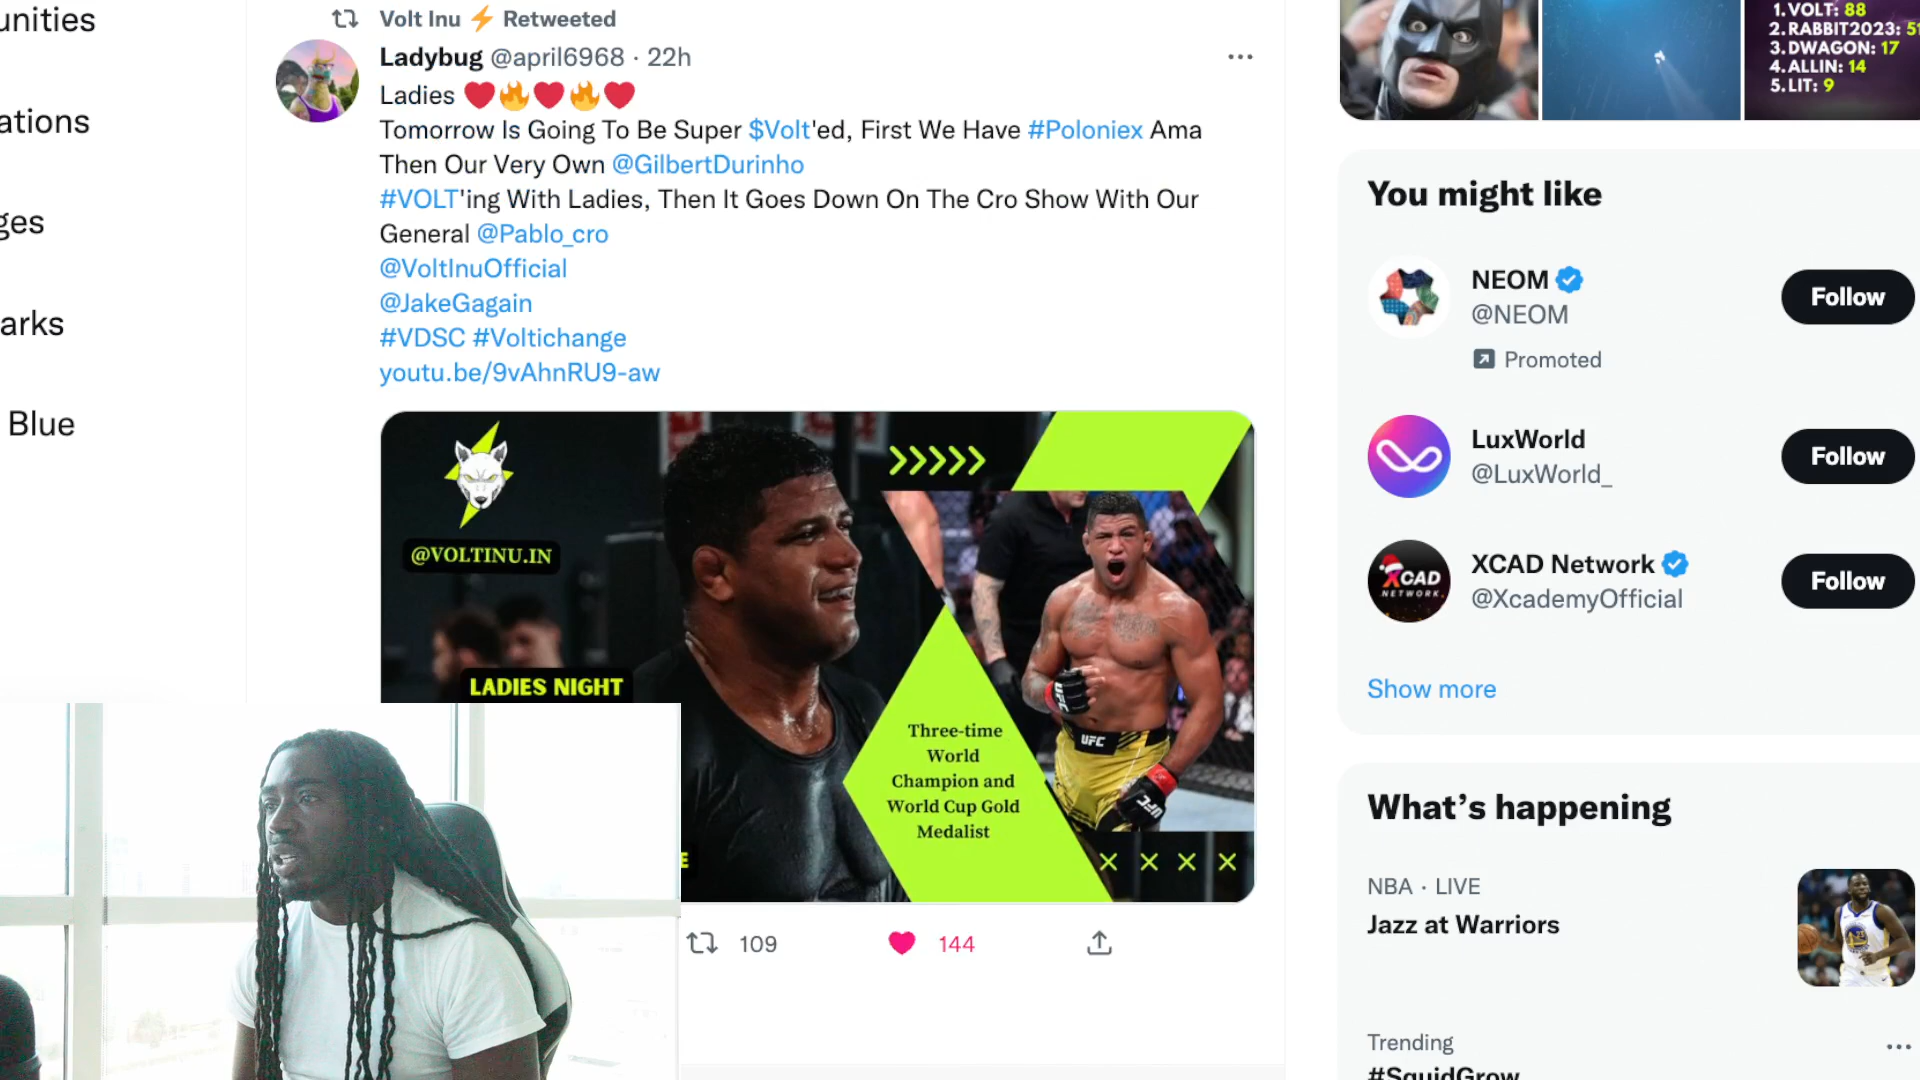 unities
ations
ges
arks
Blue
Volt Inu ⚡ Retweeted
Ladybug @april6968 · 22h
Ladies ❤️🔥❤️🔥❤️
Tomorrow Is Going To Be Super $Volt'ed, First We Have #Poloniex Ama
Then Our Very Own @GilbertDurinho
#VOLT'ing With Ladies, Then It Goes Down On The Cro Show With Our
General @Pablo_cro
@VoltInuOfficial
@JakeGagain
#VDSC #Voltichange
youtu.be/9vAhnRU9-aw
@VOLTINU.IN
LADIES NIGHT
Three-time
World
Champion and
World Cup Gold
Medalist
UFC
UFC
UFC
E
109
144
1.VOLT: 88
2.RABBIT2023: 51
3.DWAGON: 17
4.ALLIN: 14
5.LIT: 9
You might like
NEOM
@NEOM
Promoted
Follow
LuxWorld
@LuxWorld_
Follow
XCAD
NETWORK.
XCAD Network
@XcademyOfficial
Follow
Show more
What's happening
NBA · LIVE
Jazz at Warriors
Trending
#SquidGrow